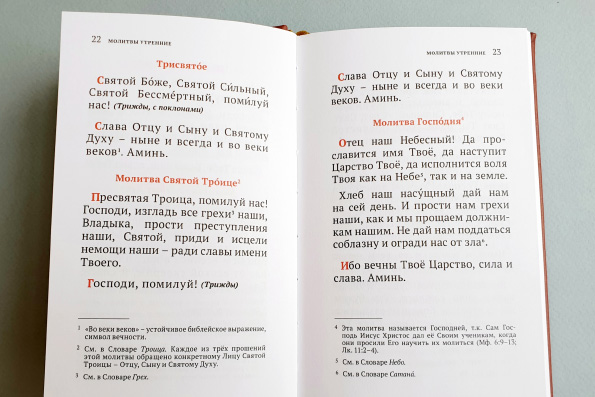 22 МОЛИТВЫ УТРЕННИЕ
Трисвято́е
Святой Бо́же, Святой Си́льный,
Святой Бессме́ртный, поми́луй
нас! (Трижды, с поклонами)
Слава Отцу и Сыну и Святому
Духу – ныне и всегда и во веки
веков¹. Аминь.
Молитва Святой Тро́ице²
Пресвятая Троица, помилуй нас!
Господи, изгладь все грехи³ наши,
Владыка, прости преступления
наши, Святой, приди и исцели
немощи наши – ради славы имени
Твоего.
Господи, помилуй! (Трижды)
¹ «Во веки веков» – устойчивое библейское выражение,
символ вечности.
² См. в Словаре Троица. Каждое из трёх прошений
этой молитвы обращено конкретному Лицу Святой
Троицы – Отцу, Сыну и Святому Духу.
³ См. в Словаре Грех.
МОЛИТВЫ УТРЕННИЕ 23
Слава Отцу и Сыну и Святому
Духу – ныне и всегда и во веки
веков. Аминь.
Молитва Госпо́дня⁴
Отец наш Небесный! Да про-
славится имя Твоё, да наступит
Царство Твоё, да исполнится воля
Твоя как на Небе⁵, так и на земле.
Хлеб наш насу́щный дай нам
на сей день. И прости нам грехи
наши, как и мы прощаем должни-
кам нашим. Не дай нам поддаться
соблазну и огради нас от зла⁶.
Ибо вечны Твоё Царство, сила и
слава. Аминь.
⁴ Эта молитва называется Господней, т.к. Сам Гос-
подь Иисус Христос дал её Своим ученикам, когда
они просили Его научить их молиться (Мф. 6:9–13;
Лк. 11:2–4).
⁵ См. в Словаре Небо.
⁶ См. в Словаре Сатана́.